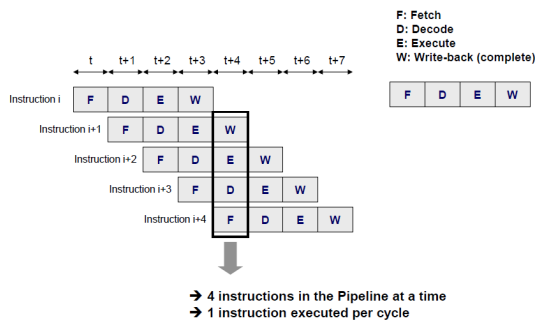 F: Fetch
D: Decode
E: Execute
W: Write-back (complete)
t t+1 t+2 t+3 t+4 t+5 t+6 t+7
F D E W
Instruction i F D E W
Instruction i+1 F D E W
Instruction i+2 F D E W
Instruction i+3 F D E W
Instruction i+4 F D E W
➔ 4 instructions in the Pipeline at a time
➔ 1 instruction executed per cycle